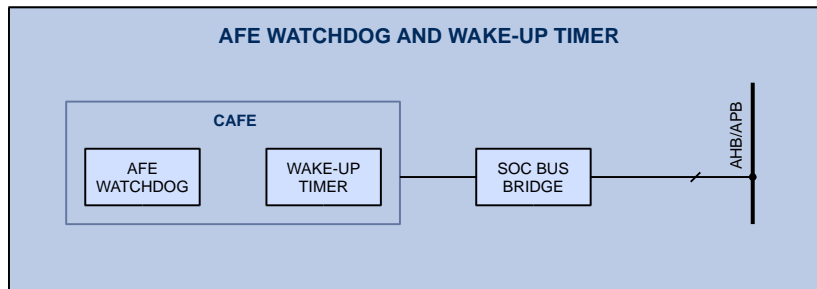 AFE WATCHDOG AND WAKE-UP TIMER
CAFE
AFE
WATCHDOG
WAKE-UP
TIMER
SOC BUS
BRIDGE
AHB/APB